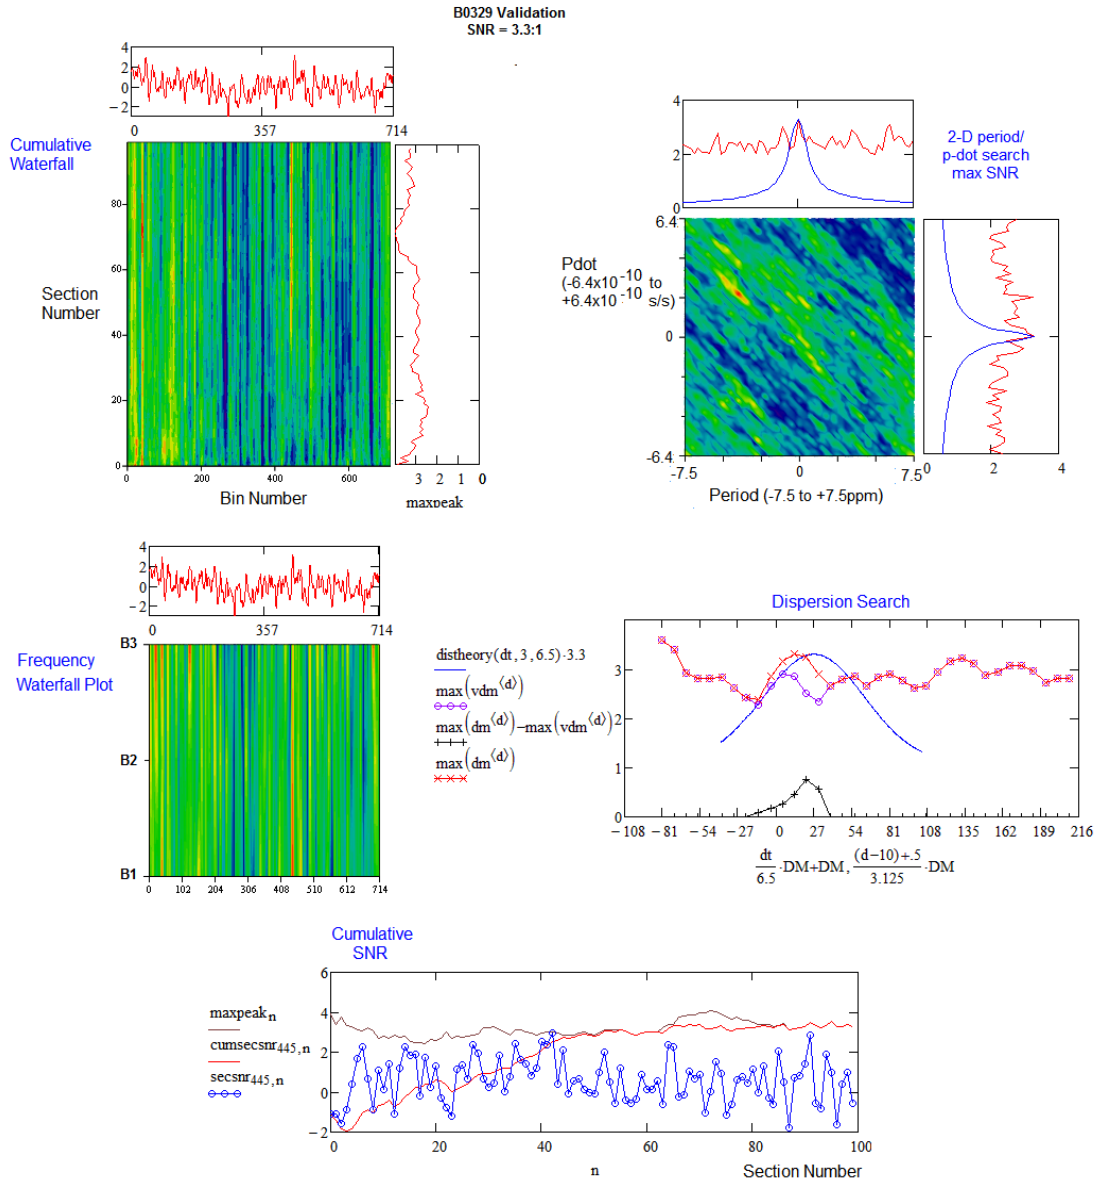 B0329 Validation
SNR = 3.3:1
Cumulative
Waterfall
4
2
0
−2
0 357 714
80
60
40
20
0
Section
Number
0 200 400 600
Bin Number
3 2 1 0
maxpeak
4
2
0
2-D period/
p-dot search
max SNR
Pdot
(-6.4x10^-10 to
+6.4x10^-10 s/s)
6.4
0
-6.4
-7.5 0 7.5
Period (-7.5 to +7.5ppm)
0 2 4
4
2
0
−2
0 357 714
Frequency
Waterfall Plot
B3
B2
B1
0 102 204 306 408 510 612 714
distheory(dt,3,6.5)·3.3
max(vdm^⟨d⟩)
max(dm^⟨d⟩)−max(vdm^⟨d⟩)
max(dm^⟨d⟩)
Dispersion Search
3
2
1
0
−108 −81 −54 −27 0 27 54 81 108 135 162 189 216
dt/6.5·DM+DM, (d−10)+.5/3.125·DM
Cumulative
SNR
maxpeak n
cumsecsnr 445,n
secsnr 445,n
6
4
2
0
−2
0 20 40 60 80 100
n
Section Number